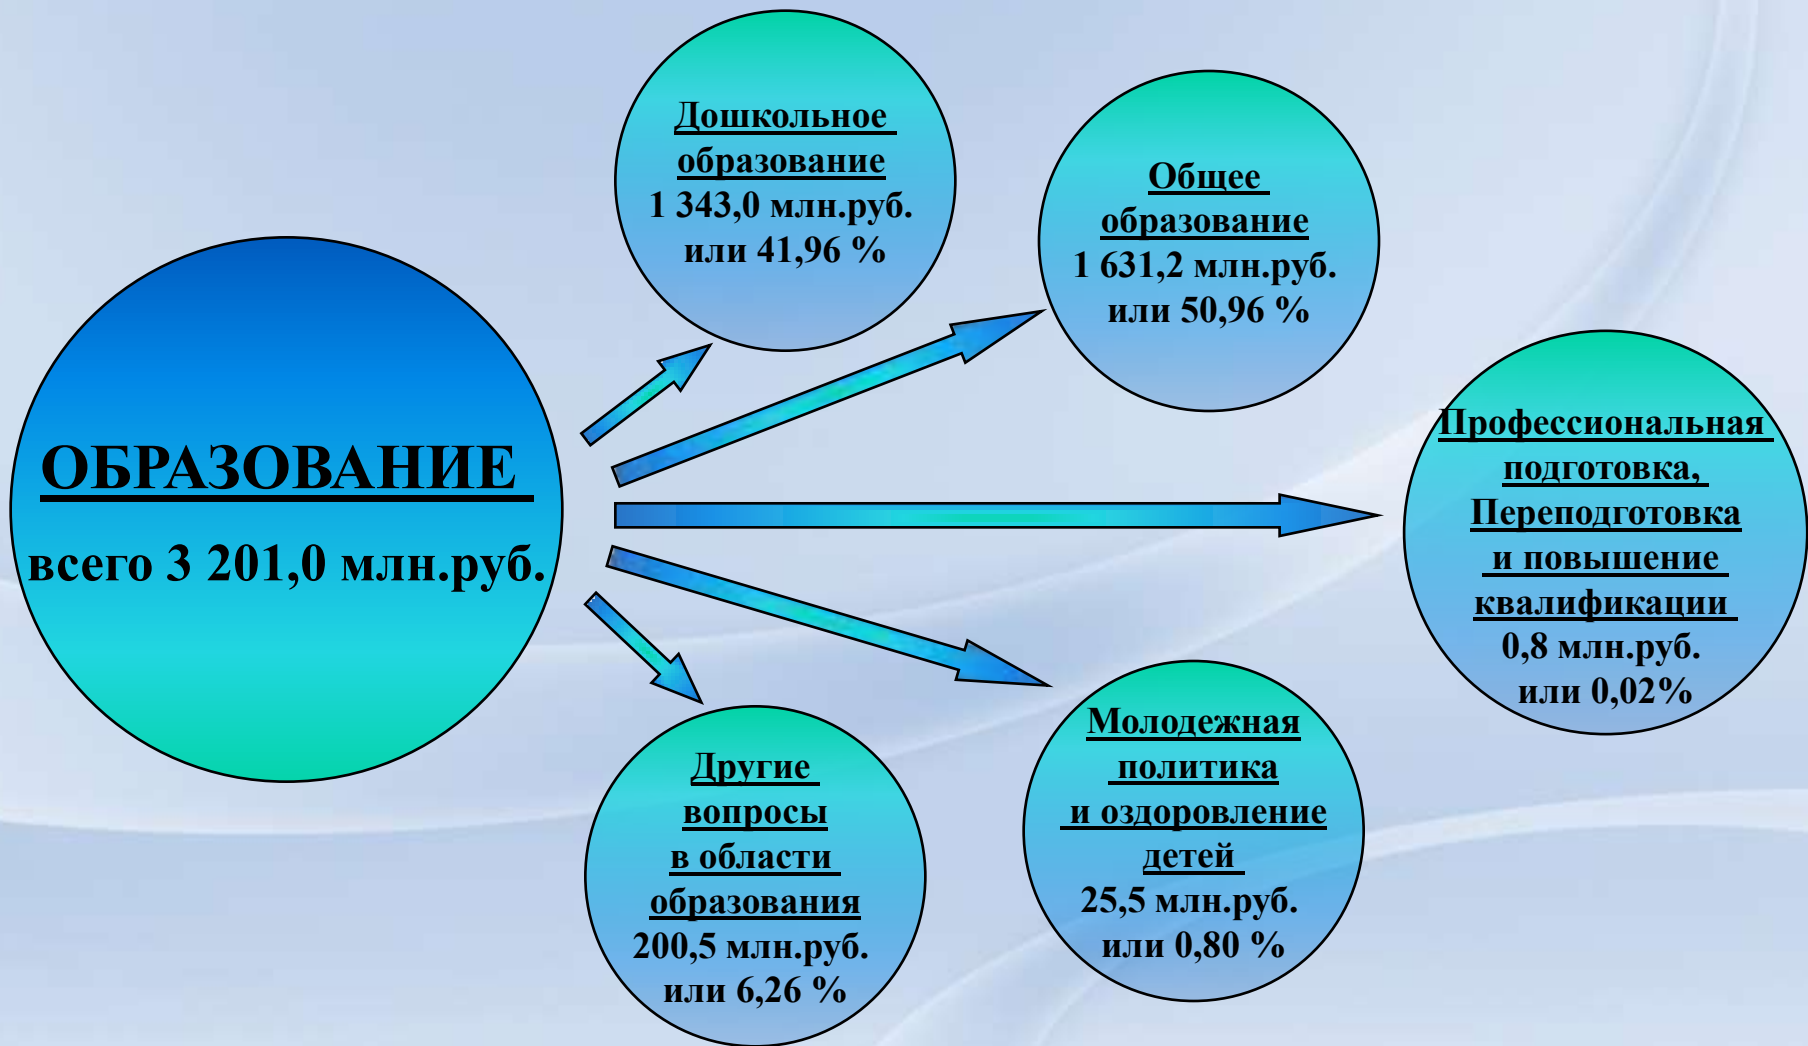 ОБРАЗОВАНИЕ
всего 3 201,0 млн.руб.
Дошкольное
образование
1 343,0 млн.руб.
или 41,96 %
Общее
образование
1 631,2 млн.руб.
или 50,96 %
Профессиональная
подготовка,
Переподготовка
и повышение
квалификации
0,8 млн.руб.
или 0,02%
Молодежная
политика
и оздоровление
детей
25,5 млн.руб.
или 0,80 %
Другие
вопросы
в области
образования
200,5 млн.руб.
или 6,26 %